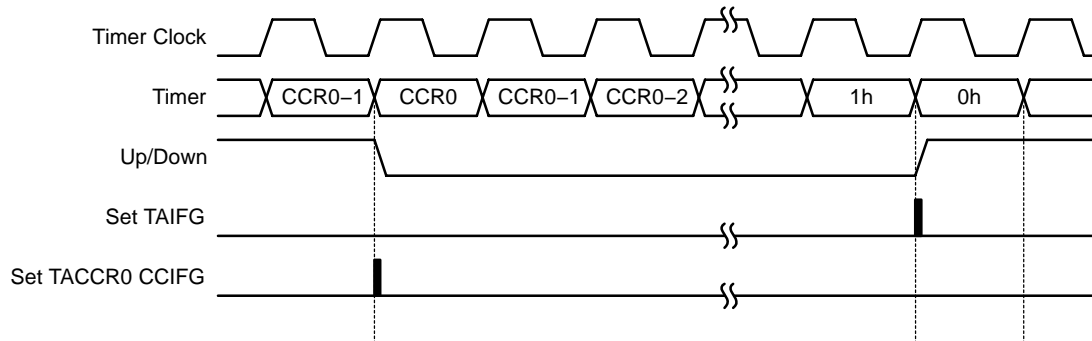 Timer Clock
Timer CCR0–1 CCR0 CCR0–1 CCR0–2 1h 0h
Up/Down
Set TAIFG
Set TACCR0 CCIFG